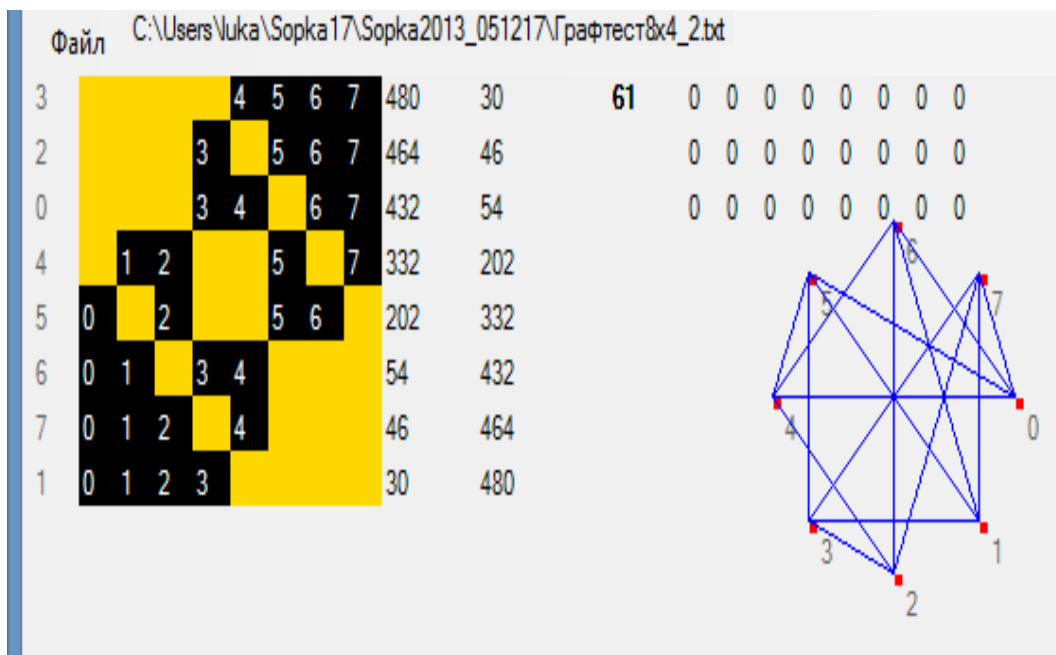 Файл C:\Users\luka\Sopka17\Sopka2013_051217\Графтест8x4_2.txt
3 4 5 6 7 480 30 61 0 0 0 0 0 0 0 0
2 3 5 6 7 464 46 0 0 0 0 0 0 0 0
0 3 4 6 7 432 54 0 0 0 0 0 0 0 0
6
4 1 2 5 7 332 202
5 7
5 0 2 5 6 202 332
6 0 1 3 4 54 432
4 0
7 0 1 2 4 46 464
1 0 1 2 3 30 480
3 1
2